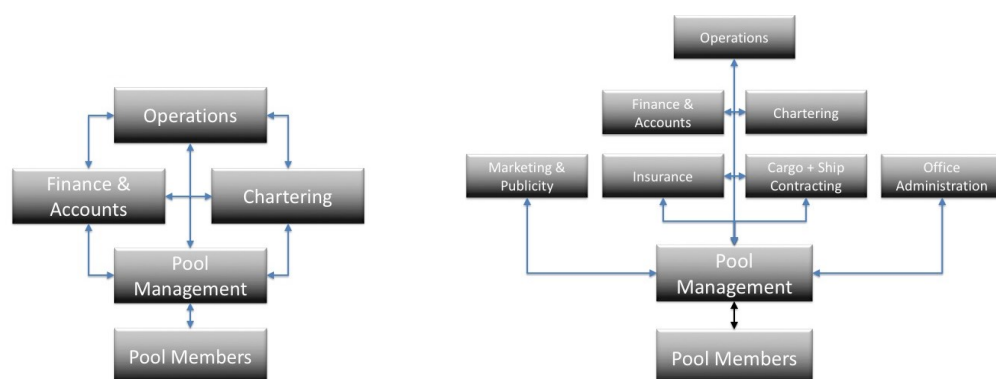 Operations
Finance &
Accounts
Chartering
Pool
Management
Pool Members
Operations
Finance &
Accounts
Chartering
Marketing &
Publicity
Insurance
Cargo + Ship
Contracting
Office
Administration
Pool
Management
Pool Members